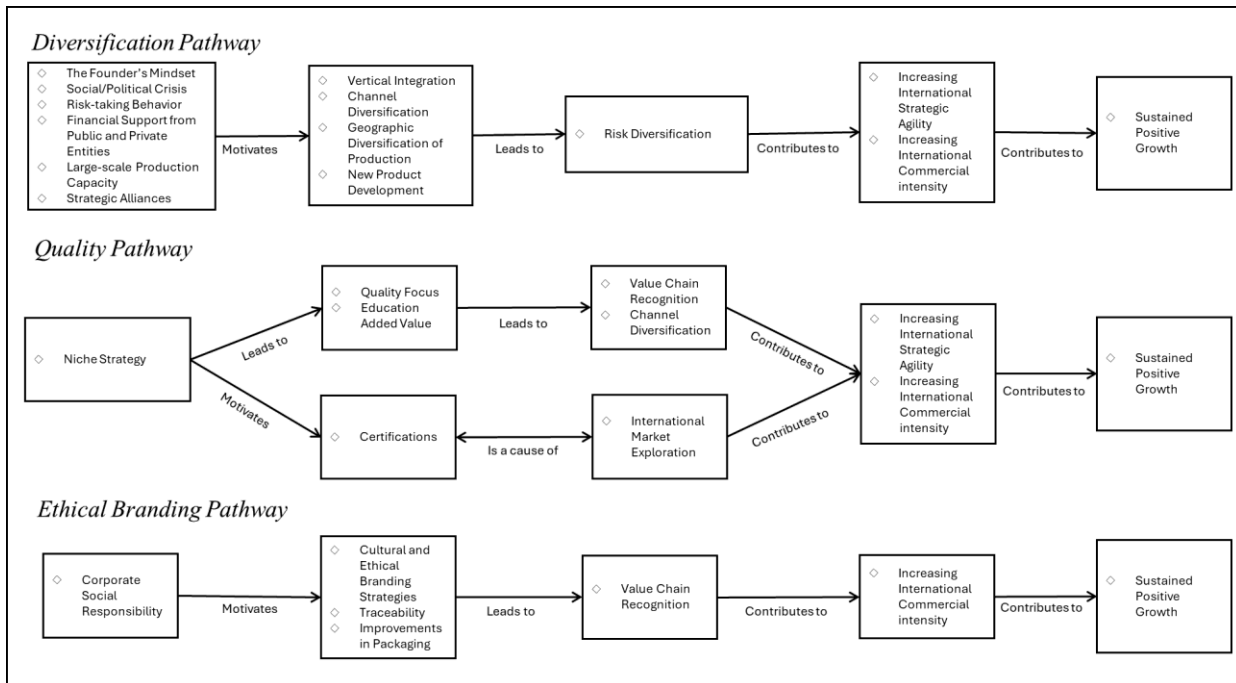 Diversification Pathway
◇ The Founder's Mindset
◇ Social/Political Crisis
◇ Risk-taking Behavior
◇ Financial Support from
Public and Private
Entities
◇ Large-scale Production
Capacity
◇ Strategic Alliances
Motivates
◇ Vertical Integration
◇ Channel
Diversification
◇ Geographic
Diversification of
Production
◇ New Product
Development
Leads to
◇ Risk Diversification
Contributes to
◇ Increasing
International
Strategic
Agility
◇ Increasing
International
Commercial
intensity
Contributes to
◇ Sustained
Positive
Growth
Quality Pathway
◇ Niche Strategy
Leads to
◇ Quality Focus
◇ Education
Added Value
Leads to
◇ Value Chain
Recognition
◇ Channel
Diversification
Contributes to
Motivates
◇ Certifications
Is a cause of
◇ International
Market
Exploration
Contributes to
◇ Increasing
International
Strategic
Agility
◇ Increasing
International
Commercial
intensity
Contributes to
◇ Sustained
Positive
Growth
Ethical Branding Pathway
◇ Corporate
Social
Responsibility
Motivates
◇ Cultural and
Ethical
Branding
Strategies
◇ Traceability
◇ Improvements
in Packaging
Leads to
◇ Value Chain
Recognition
Contributes to
◇ Increasing
International
Commercial
intensity
Contributes to
◇ Sustained
Positive
Growth